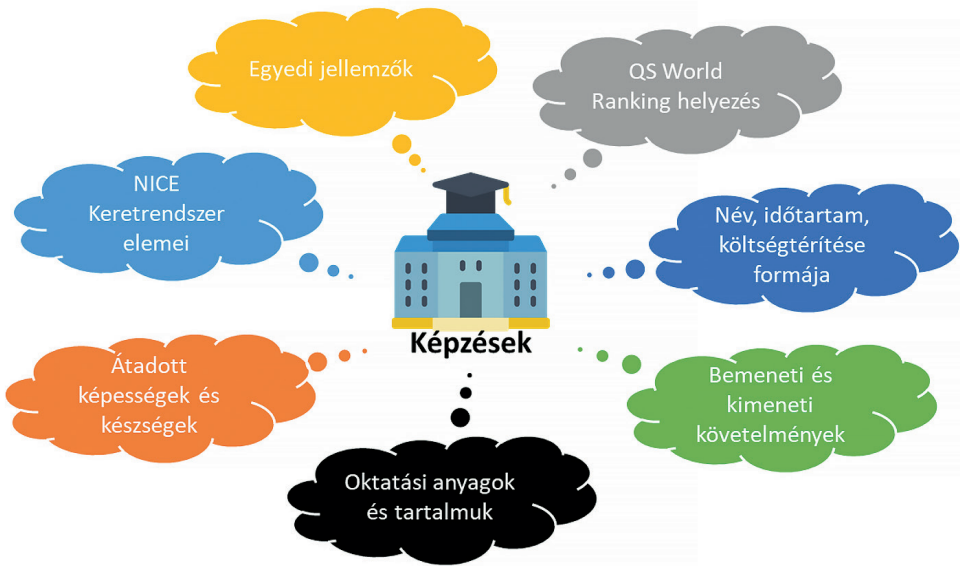 Egyedi jellemzők
QS World
Ranking helyezés
NICE
Keretrendszer
elemei
Név, időtartam,
költségtérítése
formája
Képzések
Átadott
képességek és
készségek
Bemeneti és
kimeneti
követelmények
Oktatási anyagok
és tartalmuk